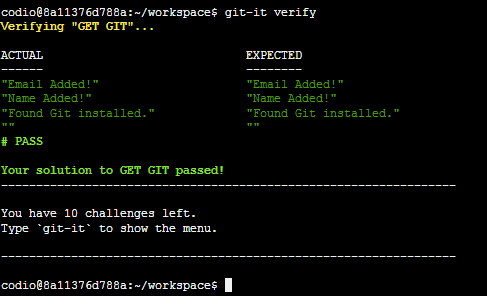 codio@8a11376d788a:~/workspace$ git-it verify
Verifying "GET GIT"...
ACTUAL                        EXPECTED
------                        --------
"Email Added!"                "Email Added!"
"Name Added!"                 "Name Added!"
"Found Git installed."        "Found Git installed."
""                            ""
# PASS
Your solution to GET GIT passed!
-----------------------------------------------------------------
You have 10 challenges left.
Type `git-it` to show the menu.
-----------------------------------------------------------------
codio@8a11376d788a:~/workspace$